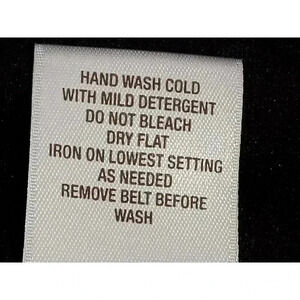 HAND WASH COLD
WITH MILD DETERGENT
DO NOT BLEACH
DRY FLAT
IRON ON LOWEST SETTING
AS NEEDED
REMOVE BELT BEFORE
WASH